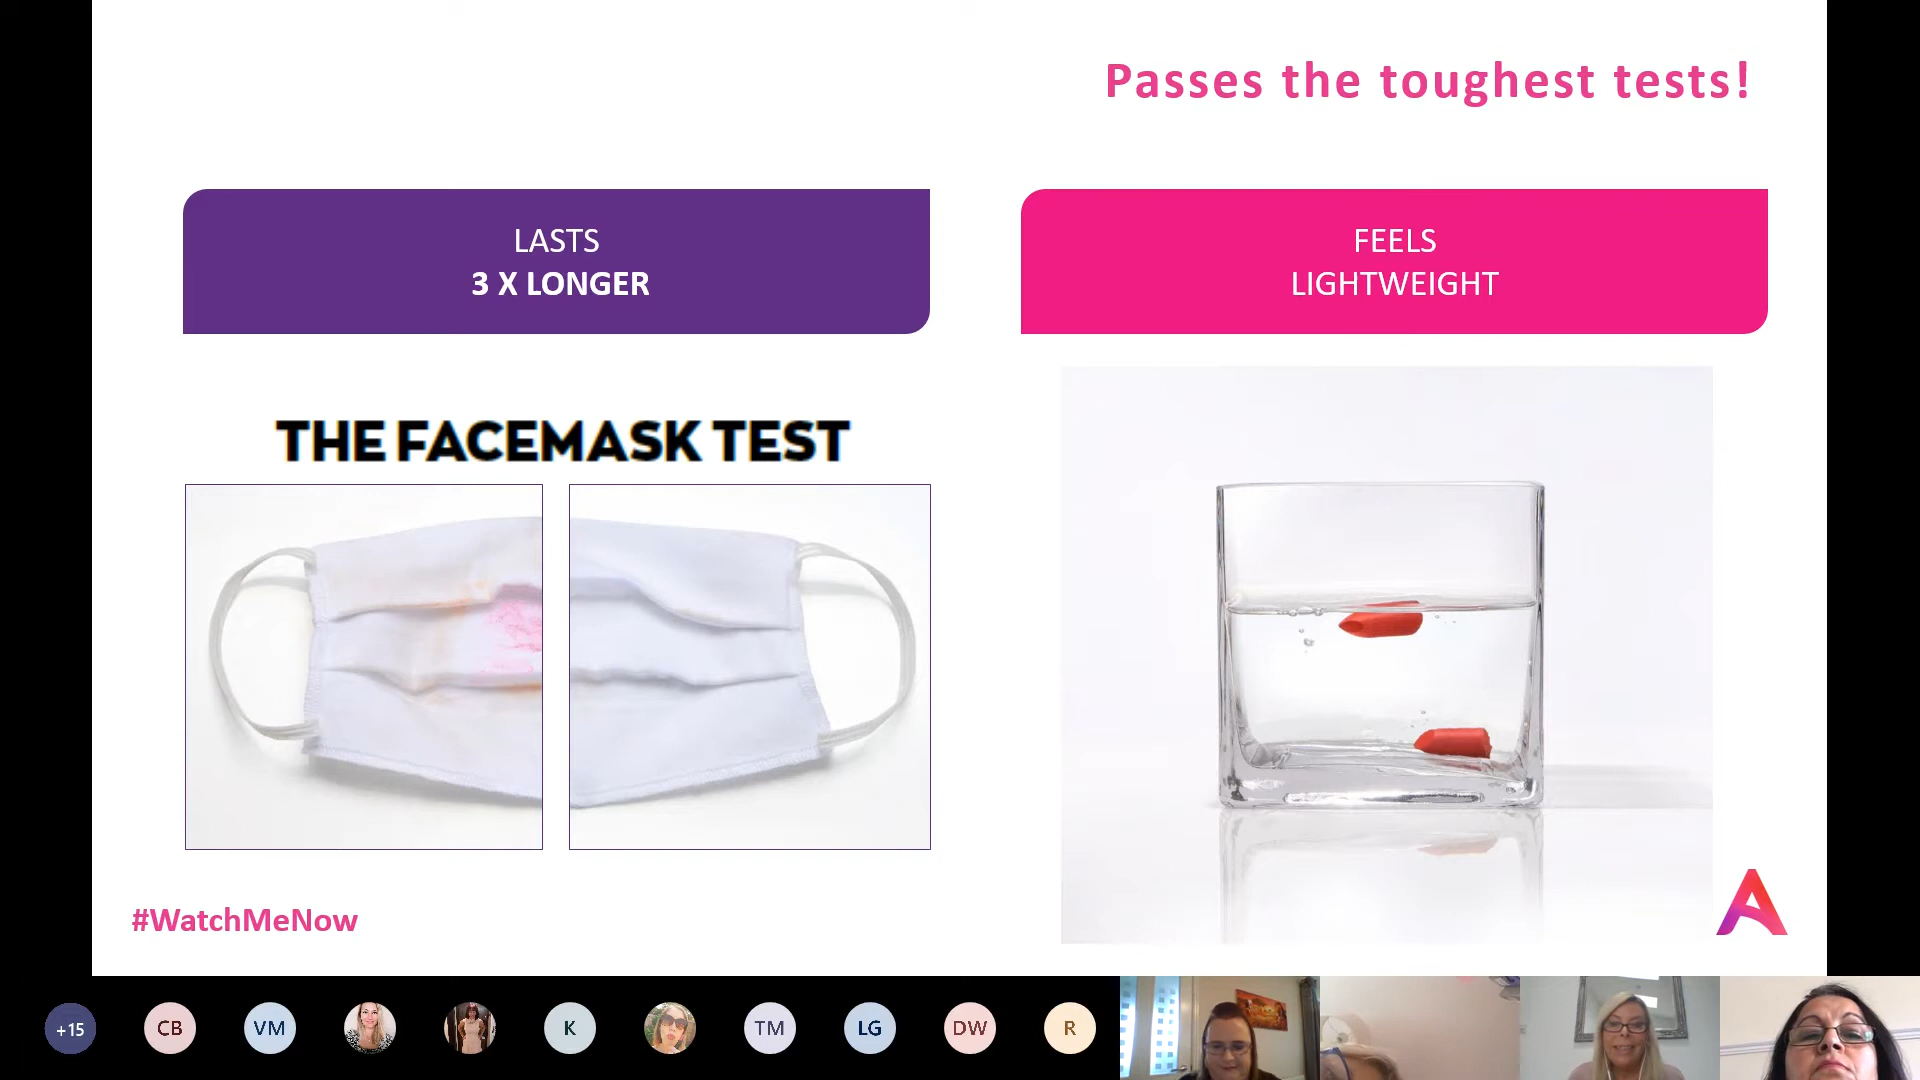 Passes the toughest tests!
LASTS
3 X LONGER
FEELS
LIGHTWEIGHT
THE FACEMASK TEST
#WatchMeNow
A
+15
CB
VM
K
TM
LG
DW
R